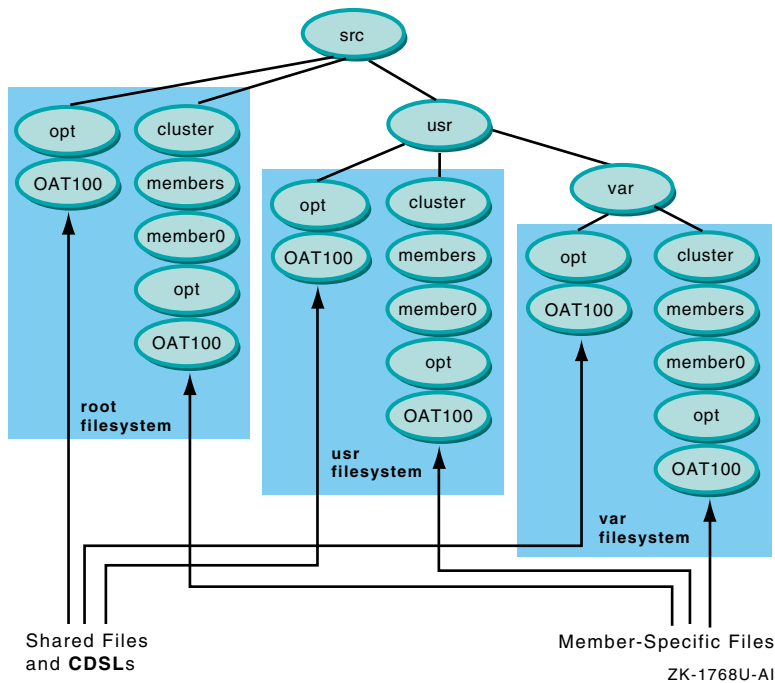 src
opt
OAT100
cluster
members
member0
opt
OAT100
root
filesystem
usr
opt
OAT100
cluster
members
member0
opt
OAT100
usr
filesystem
var
opt
OAT100
cluster
members
member0
opt
OAT100
var
filesystem
Shared Files
and CDSLs
Member-Specific Files
ZK-1768U-AI